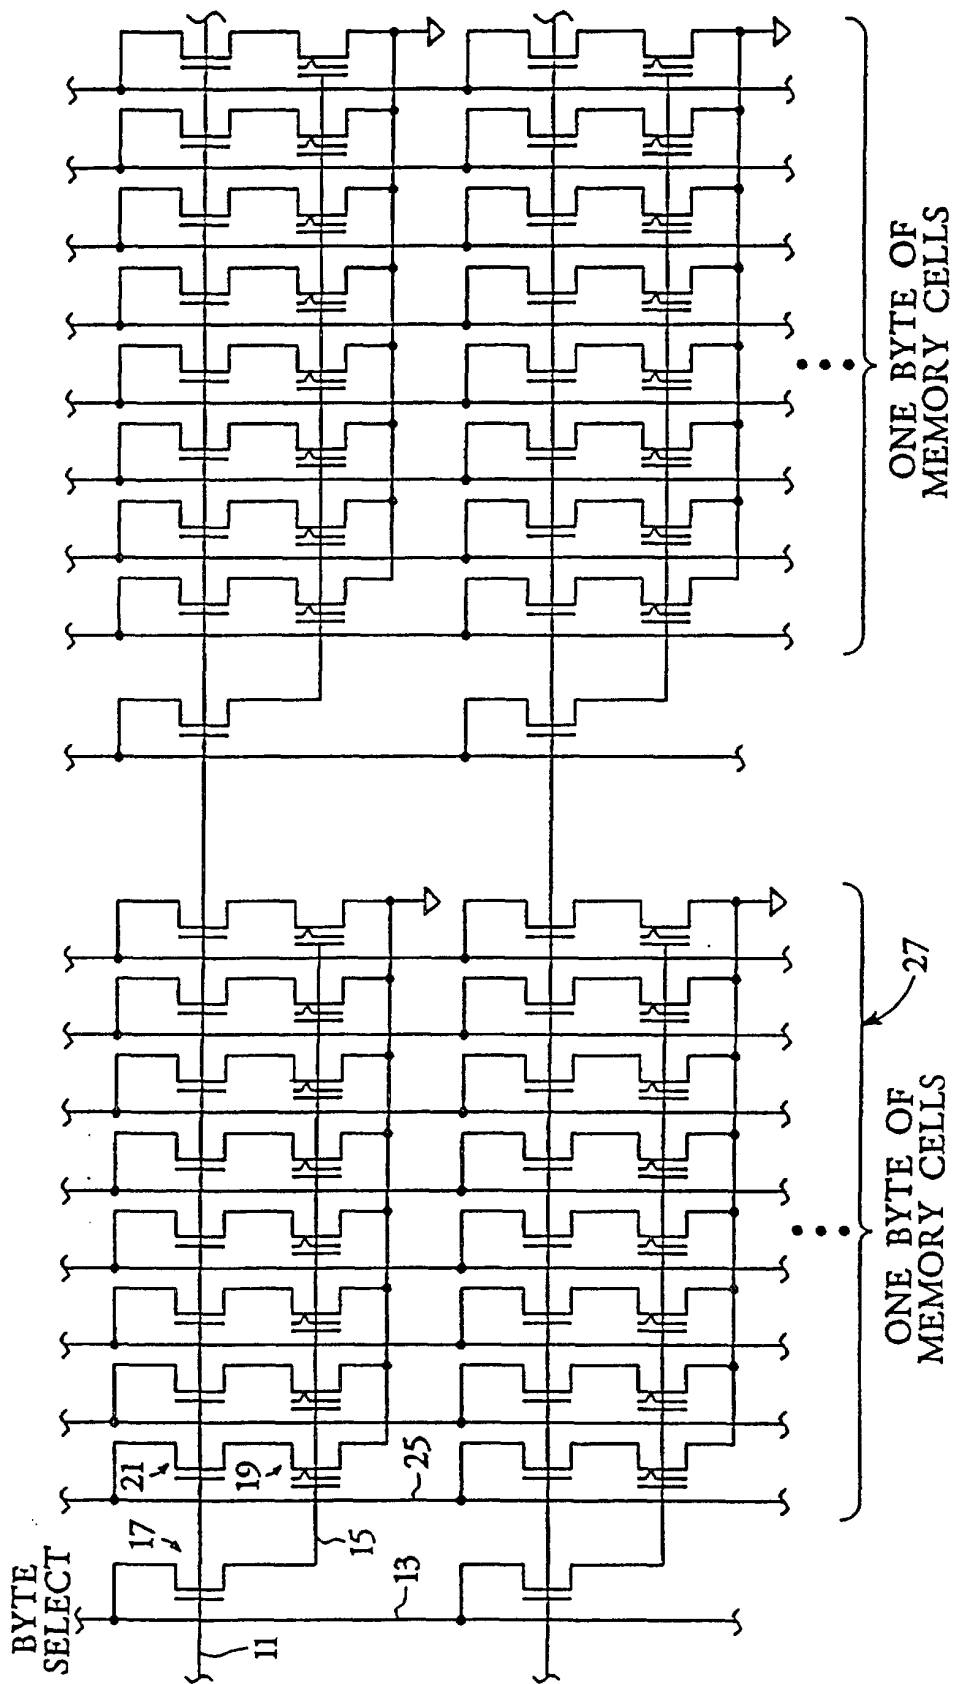 BYTE
SELECT
11
13
15
17
19
21
25
27
ONE BYTE OF
MEMORY CELLS
ONE BYTE OF
MEMORY CELLS